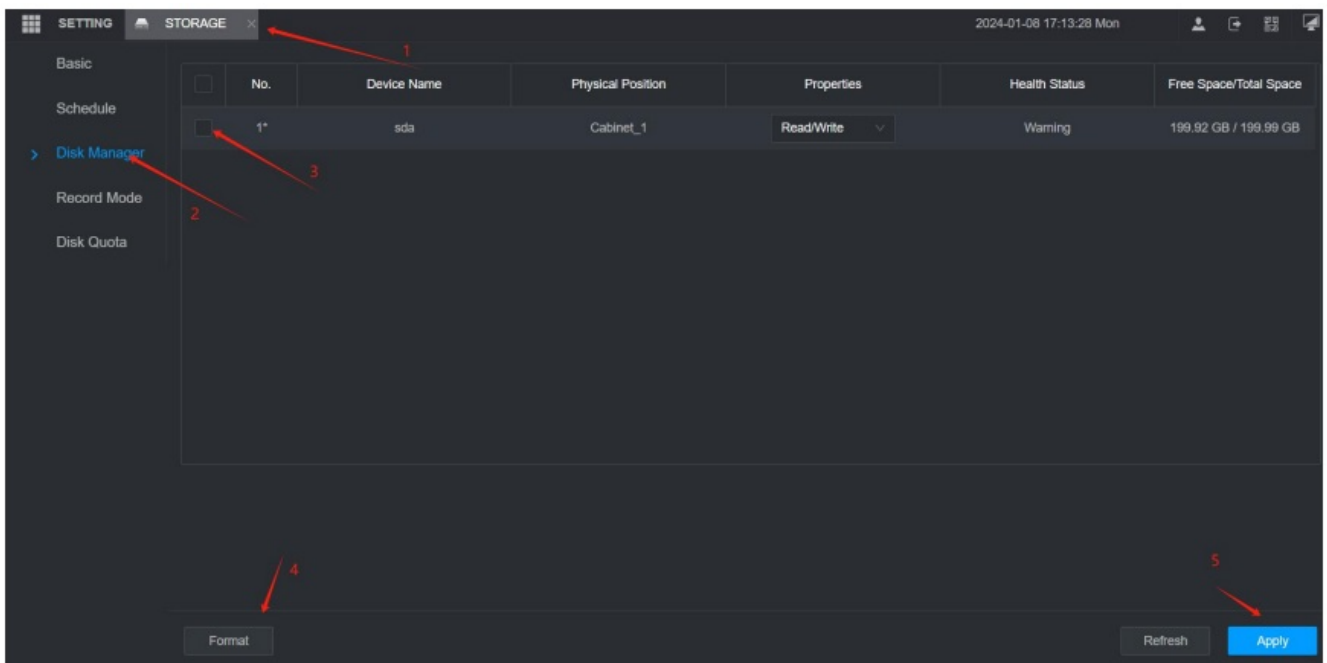 SETTING STORAGE × 2024-01-08 17:13:28 Mon
1
Basic
No. Device Name Physical Position Properties Health Status Free Space/Total Space
Schedule
1* sda Cabinet_1 Read/Write Warning 199.92 GB / 199.99 GB
> Disk Manager
3
Record Mode
2
Disk Quota
4
5
Format Refresh Apply